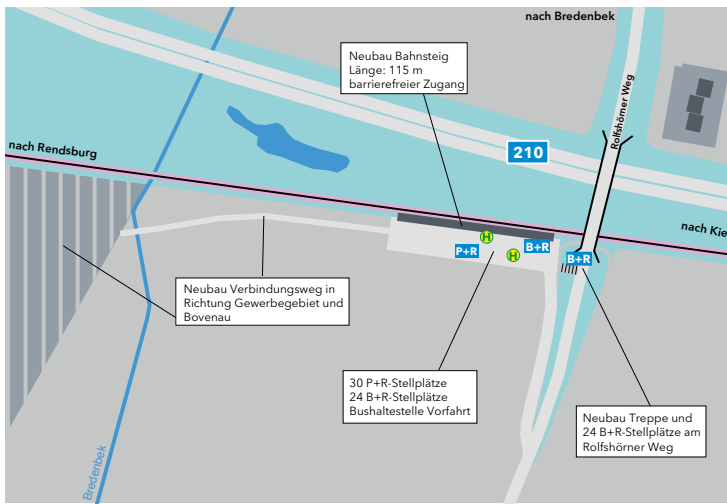 nach Bredenbek
Neubau Bahnsteig
Länge: 115 m
barrierefreier Zugang
Rolfshörner Weg
nach Rendsburg
210
nach Kie
H
P+R
B+R
H
B+R
Neubau Verbindungsweg in
Richtung Gewerbegebiet und
Bovenau
30 P+R-Stellplätze
24 B+R-Stellplätze
Bushaltestelle Vorfahrt
Neubau Treppe und
24 B+R-Stellplätze am
Rolfshörner Weg
Bredenbek